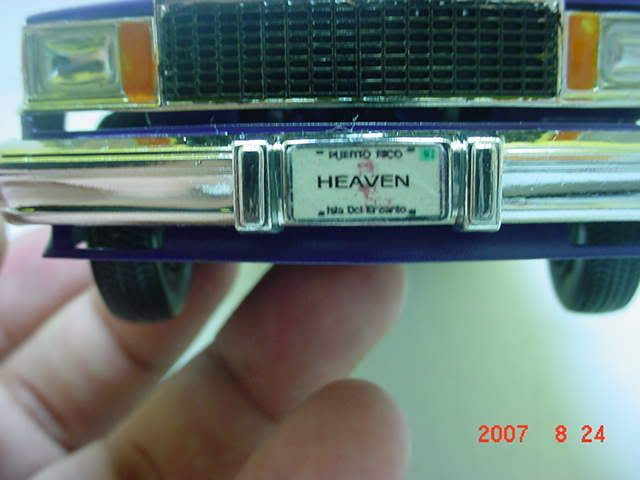 PUERTO RICO
HEAVEN
Isla Del Encanto
2007 8 24